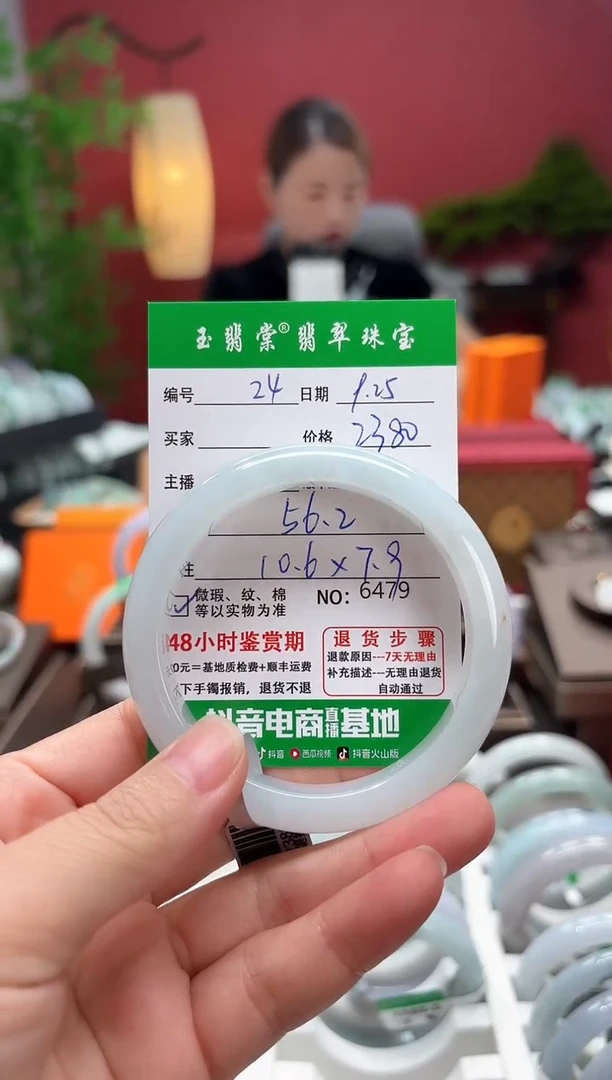 玉翡棠® 翡翠珠宝
编号 24 日期 9.25
买家 价格 2380
主播
56.2
柱 10.6×7.9
微瑕、纹、棉
等以实物为准
NO: 6479
48小时鉴赏期
0元=基地质检费+顺丰运费
下手镯报销，退货不退
退货步骤
退款原因---7天无理由
补充描述---无理由退货
自动通过
抖音电商直播基地
抖音 西瓜视频 抖音火山版